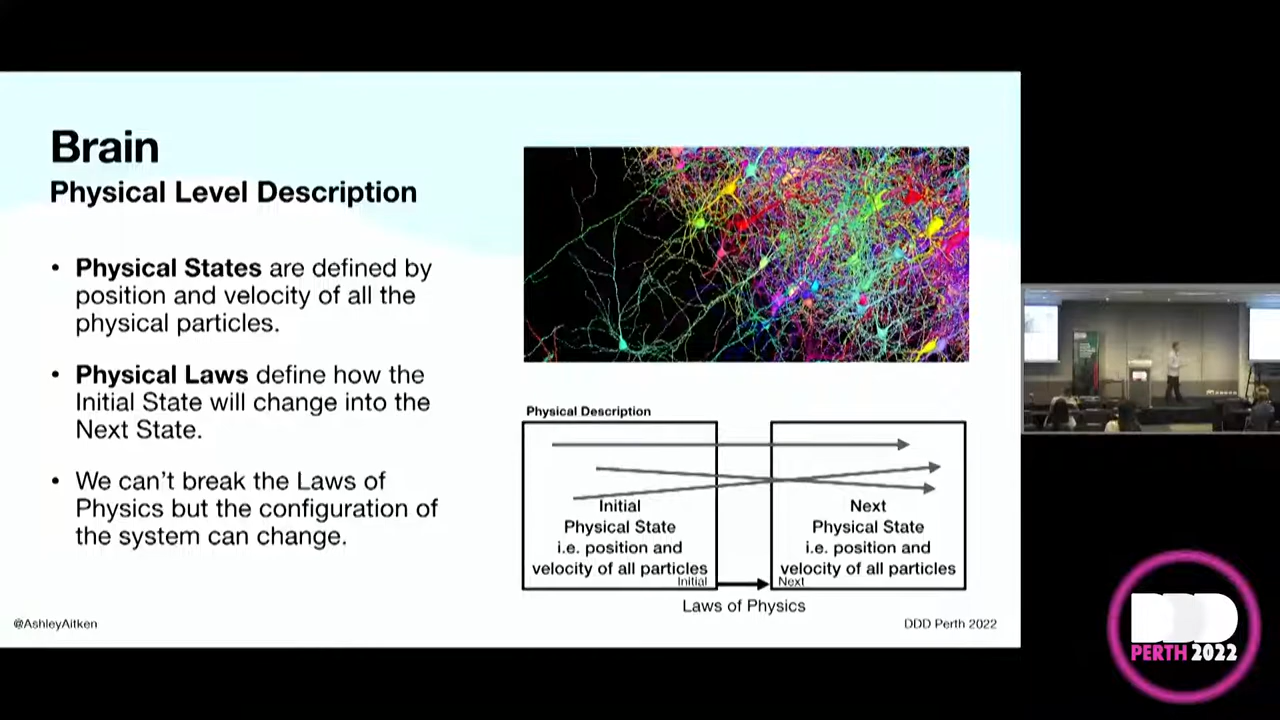 Brain
Physical Level Description
• Physical States are defined by
position and velocity of all the
physical particles.
• Physical Laws define how the
Initial State will change into the
Next State.
• We can't break the Laws of
Physics but the configuration of
the system can change.
Physical Description
Initial
Physical State
i.e. position and
velocity of all particles
Initial
Next
Physical State
i.e. position and
velocity of all particles
Next
Laws of Physics
@AshleyAitken
DDD Perth 2022
DDD
PERTH 2022